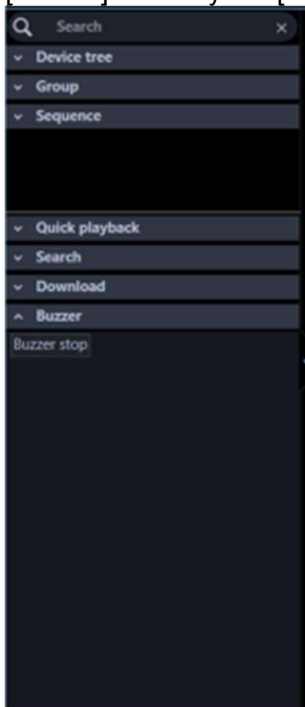 Search
Device tree
Group
Sequence
Quick playback
Search
Download
Buzzer
Buzzer stop